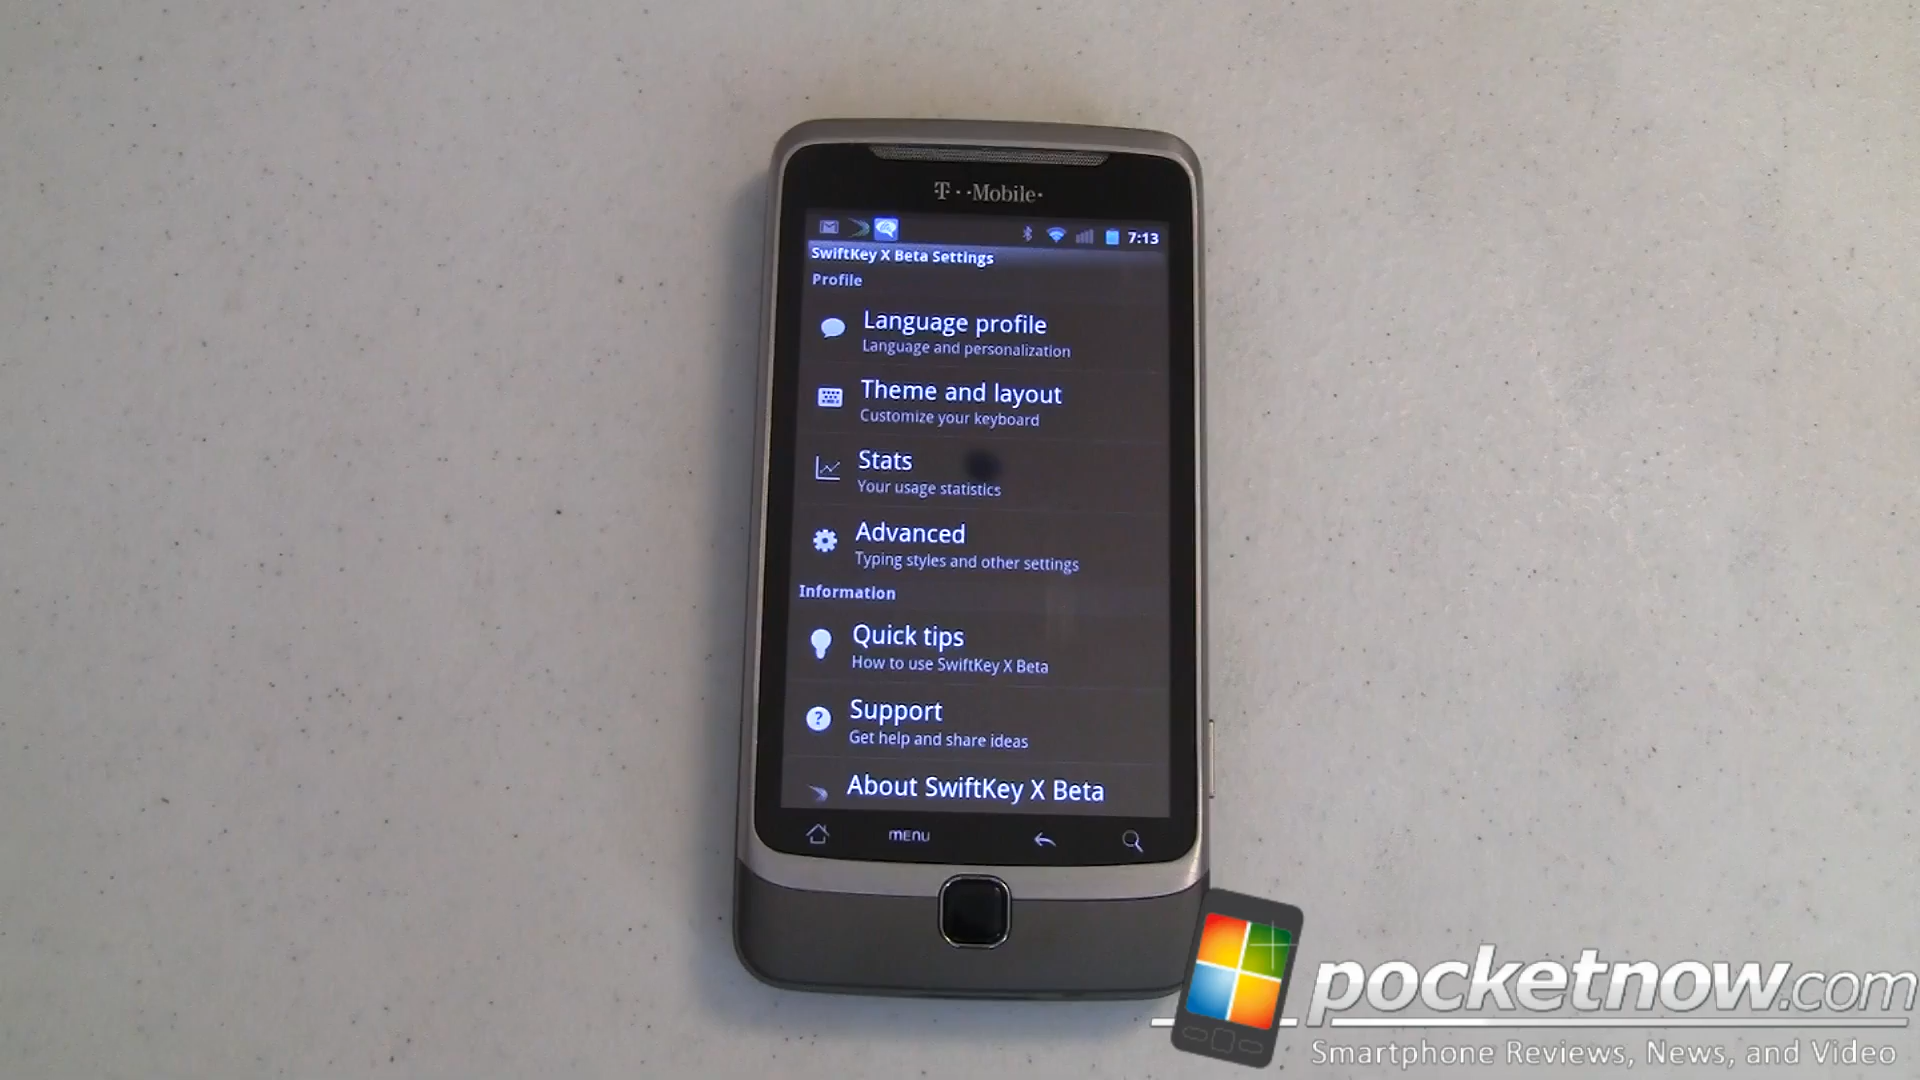 T··Mobile·
7:13
SwiftKey X Beta Settings
Profile
Language profile
Language and personalization
Theme and layout
Customize your keyboard
Stats
Your usage statistics
Advanced
Typing styles and other settings
Information
Quick tips
How to use SwiftKey X Beta
Support
Get help and share ideas
About SwiftKey X Beta
menu
pocketnow.com
Smartphone Reviews, News, and Video